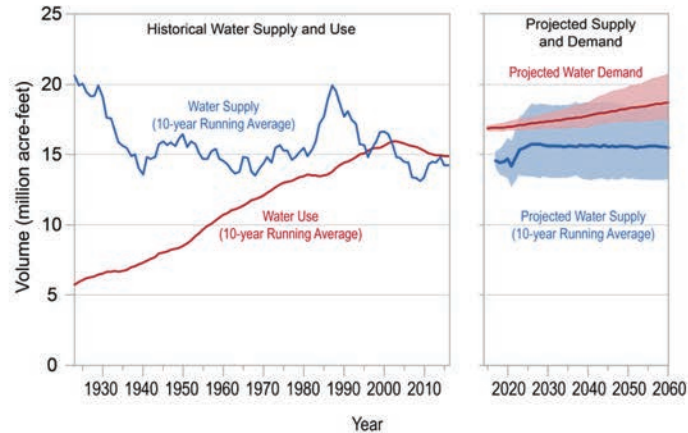 Historical Water Supply and Use
Projected Supply
and Demand
Volume (million acre-feet)
25
20
15
10
5
0
Water Supply
(10-year Running Average)
Water Use
(10-year Running Average)
Projected Water Demand
Projected Water Supply
(10-year Running Average)
1930 1940 1950 1960 1970 1980 1990 2000 2010
2020 2030 2040 2050 2060
Year